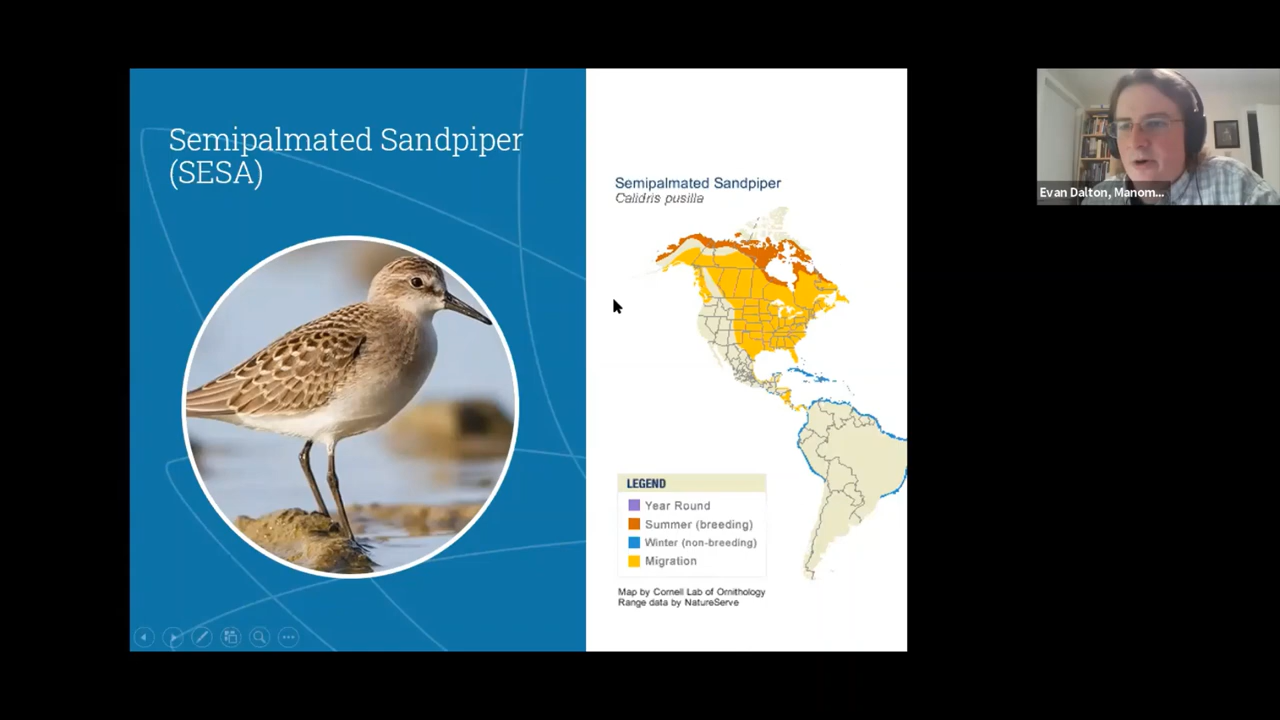 Semipalmated Sandpiper
(SESA)
Semipalmated Sandpiper
Calidris pusilla
LEGEND
Year Round
Summer (breeding)
Winter (non-breeding)
Migration
Map by Cornell Lab of Ornithology
Range data by NatureServe
Evan Dalton, Manom...